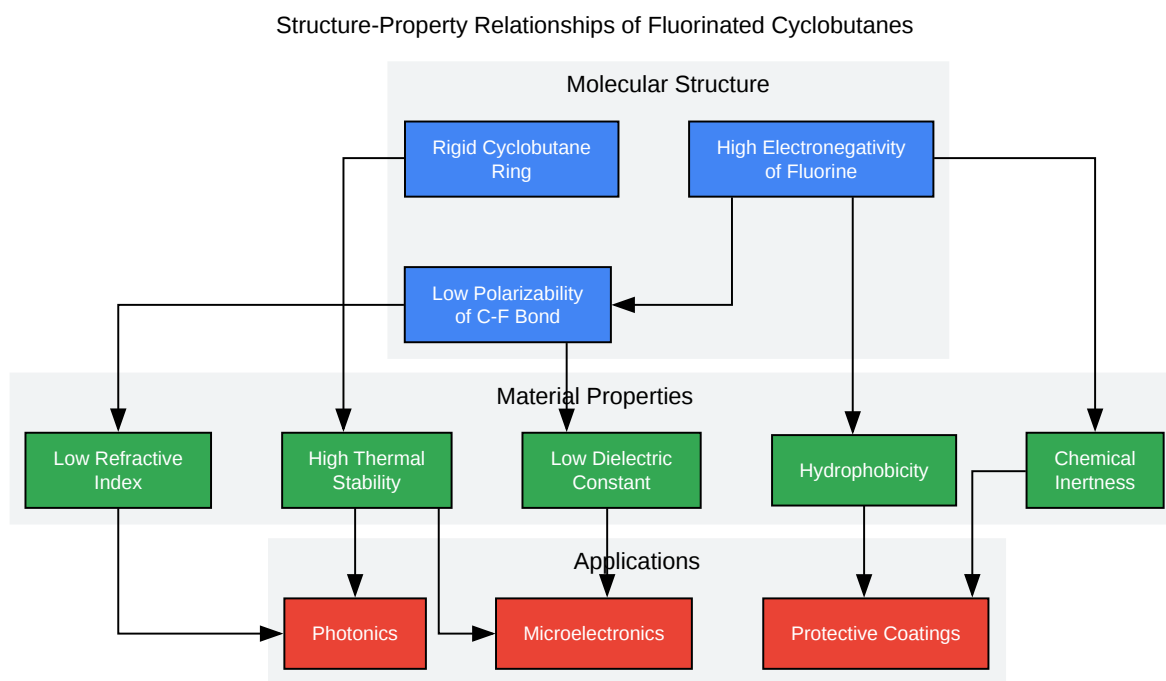 Structure-Property Relationships of Fluorinated Cyclobutanes
Molecular Structure
Rigid Cyclobutane
Ring
High Electronegativity
of Fluorine
Low Polarizability
of C-F Bond
Material Properties
Low Refractive
Index
High Thermal
Stability
Low Dielectric
Constant
Hydrophobicity
Chemical
Inertness
Applications
Photonics
Microelectronics
Protective Coatings